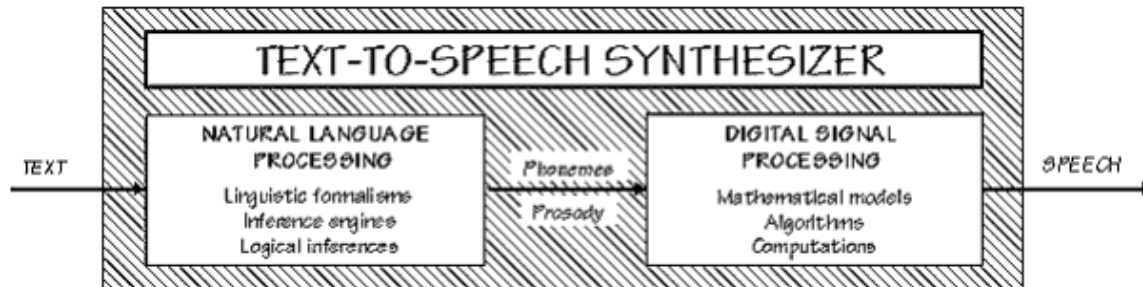 TEXT-TO-SPEECH SYNTHESIZER
TEXT
NATURAL LANGUAGE
PROCESSING
Linguistic formalisms
Inference engines
Logical inferences
Phonemes
Prosody
DIGITAL SIGNAL
PROCESSING
Mathematical models
Algorithms
Computations
SPEECH